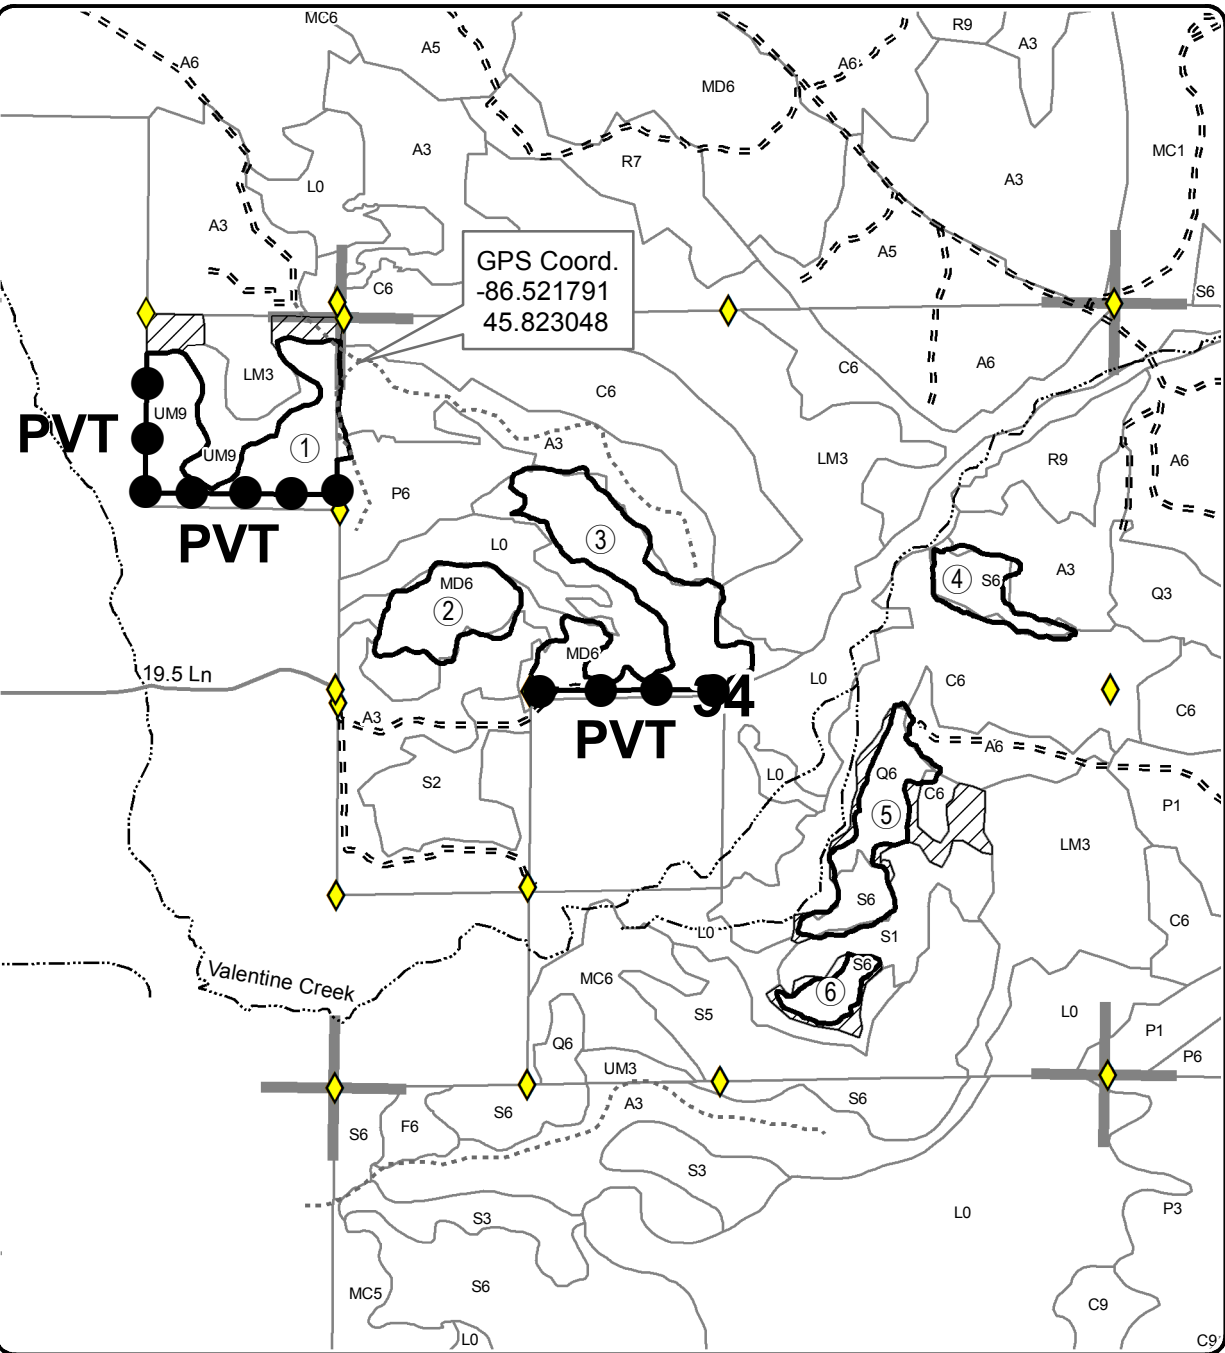 MC6
R9
A5
A3
A6
A6
MD6
A3
R7
MC1
A3
L0
A3
A5
GPS Coord.
-86.521791
45.823048
C6
S6
A6
C6
LM3
C6
UM9
PVT
A3
1
UM9
LM3
R9
A6
P6
PVT
3
L0
4
S6
A3
MD6
2
Q3
MD6
19.5 Ln
L0
C6
34
A3
C6
PVT
A6
L0
Q6
S2
C6
P1
5
LM3
S6
C6
L0
S1
S6
Valentine Creek
MC6
6
S5
L0
P1
Q6
P6
UM3
S6
A3
S6
F6
S6
S3
P3
L0
S3
S6
MC5
C9
L0
C9